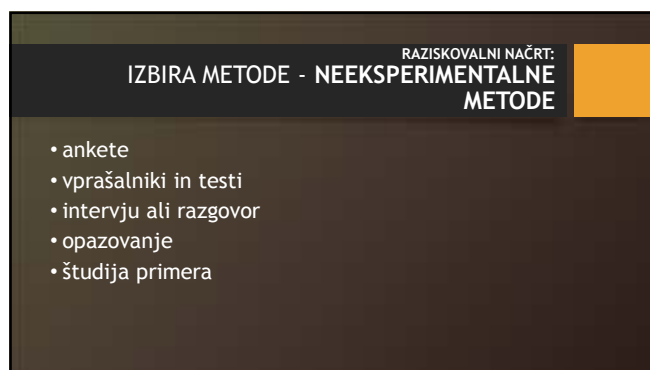 RAZISKOVALNI NAČRT:
IZBIRA METODE - NEEKSPERIMENTALNE
METODE
• ankete
• vprašalniki in testi
• intervju ali razgovor
• opazovanje
• študija primera